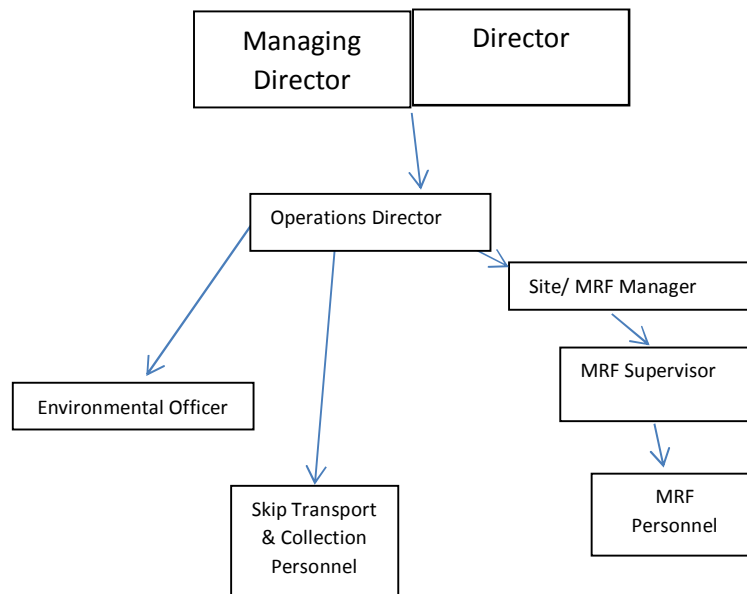 Managing
Director
Director
Operations Director
Site/ MRF Manager
MRF Supervisor
Environmental Officer
Skip Transport
& Collection
Personnel
MRF
Personnel